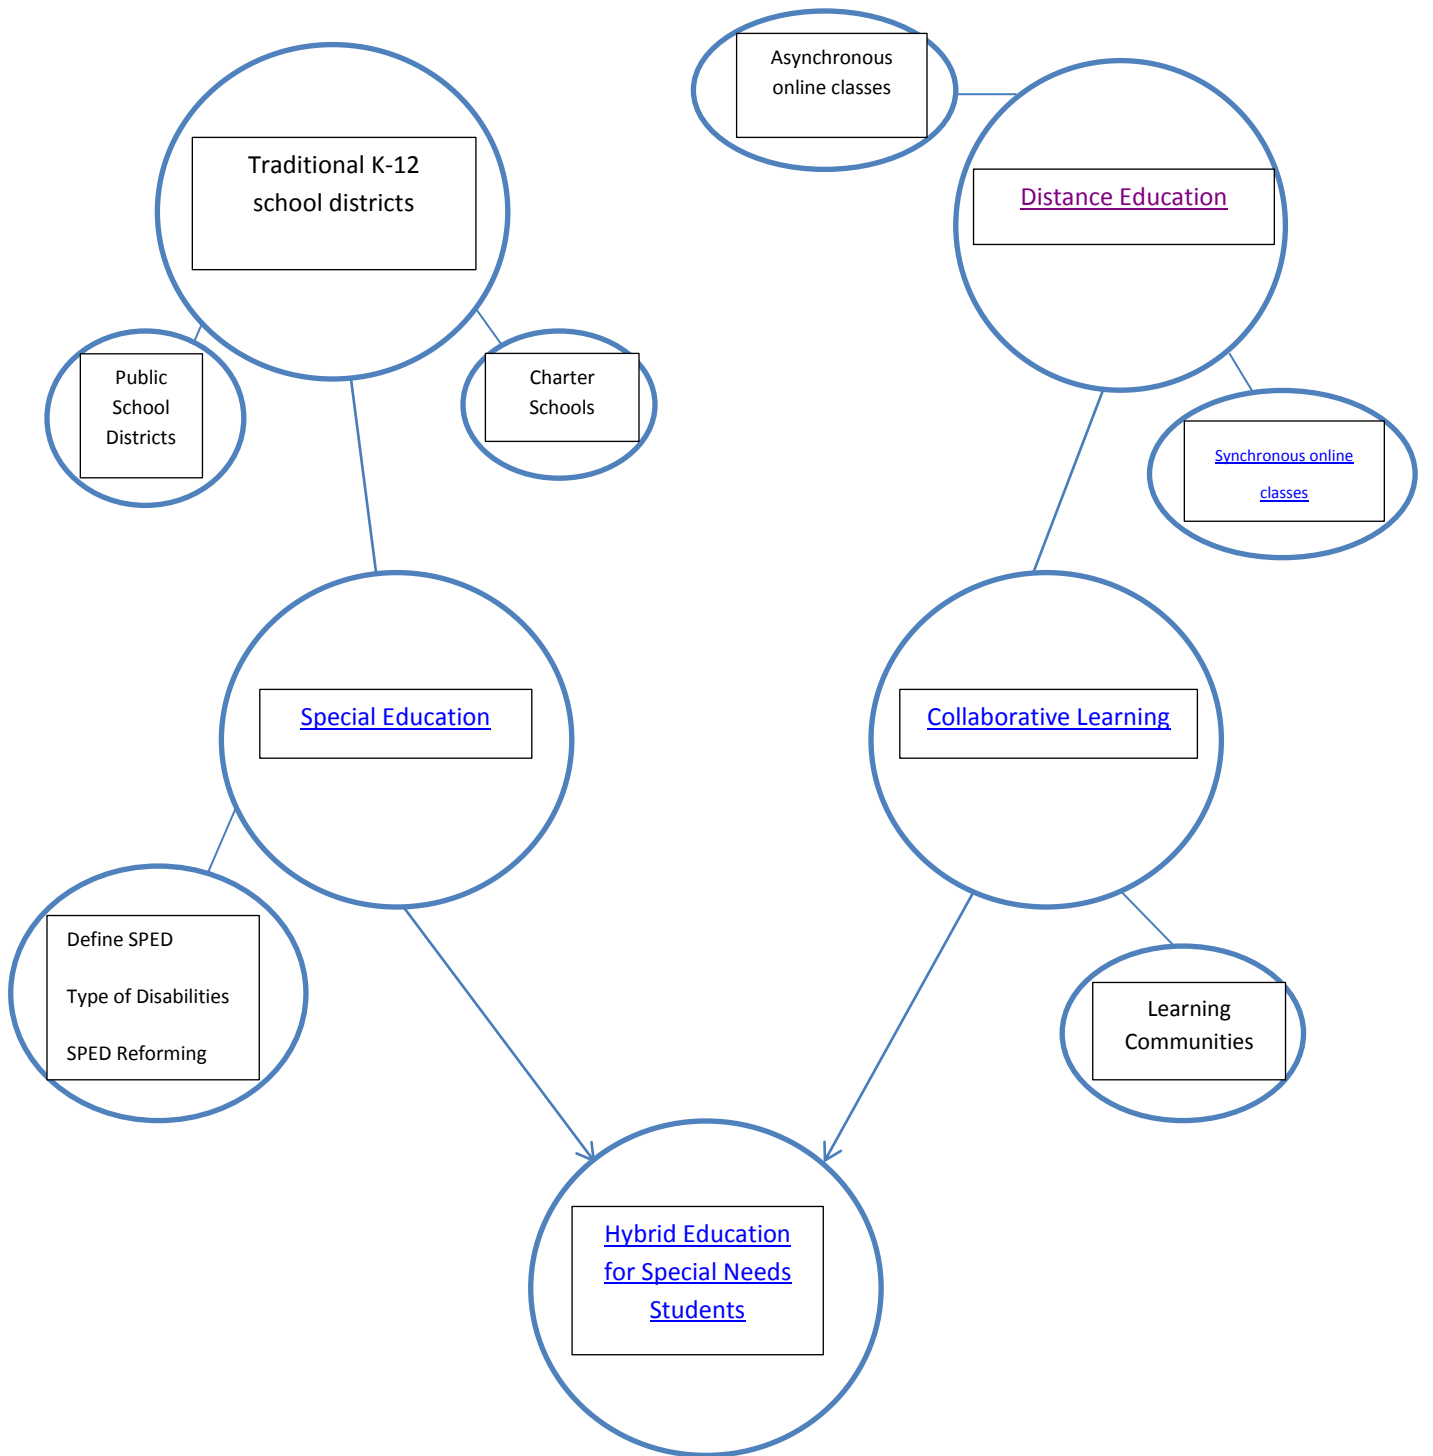 Asynchronous
online classes
Traditional K-12
school districts
Distance Education
Public
School
Districts
Charter
Schools
Synchronous online
classes
Special Education
Collaborative Learning
Define SPED
Type of Disabilities
SPED Reforming
Learning
Communities
Hybrid Education
for Special Needs
Students